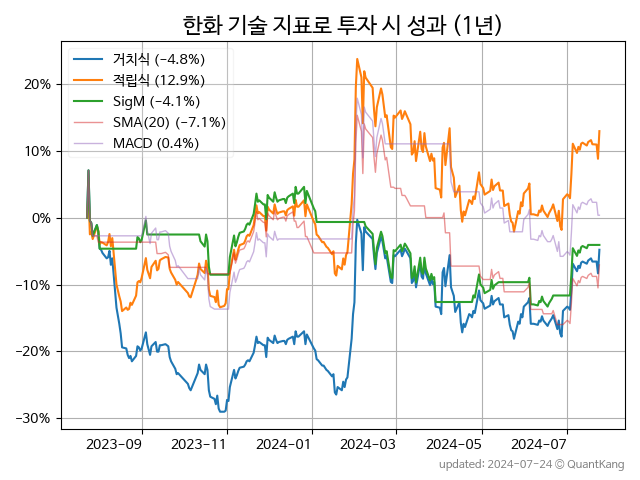 한화 기술 지표로 투자 시 성과 (1년)
거치식 (−4.8%)
적립식 (12.9%)
SigM (−4.1%)
SMA(20) (−7.1%)
MACD (0.4%)
20%
10%
0%
−10%
−20%
−30%
2023-09
2023-11
2024-01
2024-03
2024-05
2024-07
updated: 2024-07-24 @ QuantKang